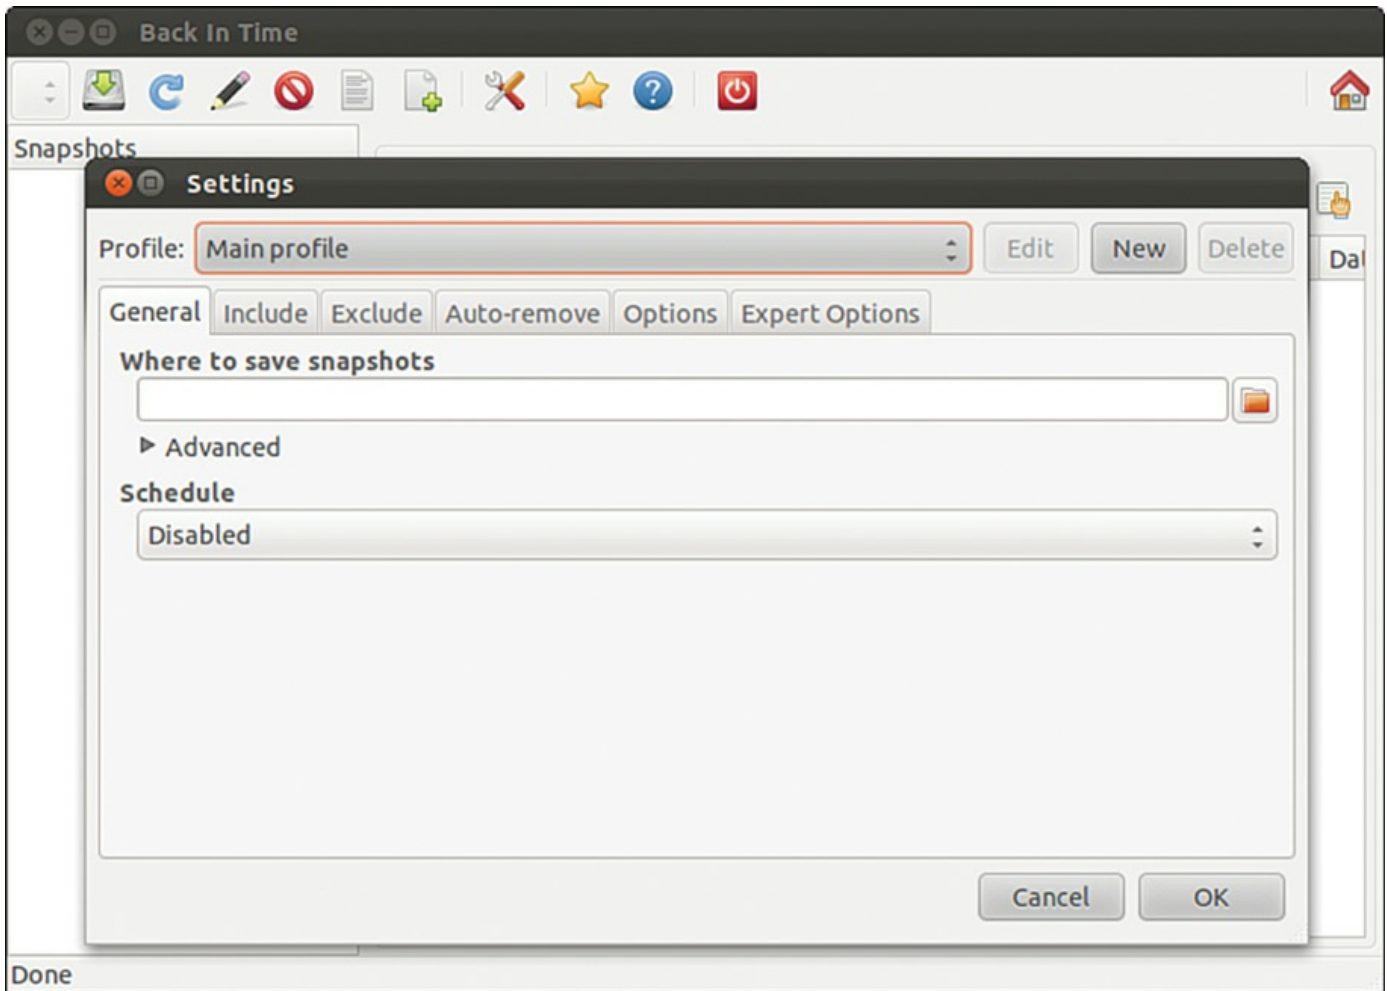 Back In Time
Snapshots
Settings
Profile: Main profile Edit New Delete
Dat
General Include Exclude Auto-remove Options Expert Options
Where to save snapshots
Advanced
Schedule
Disabled
Cancel OK
Done